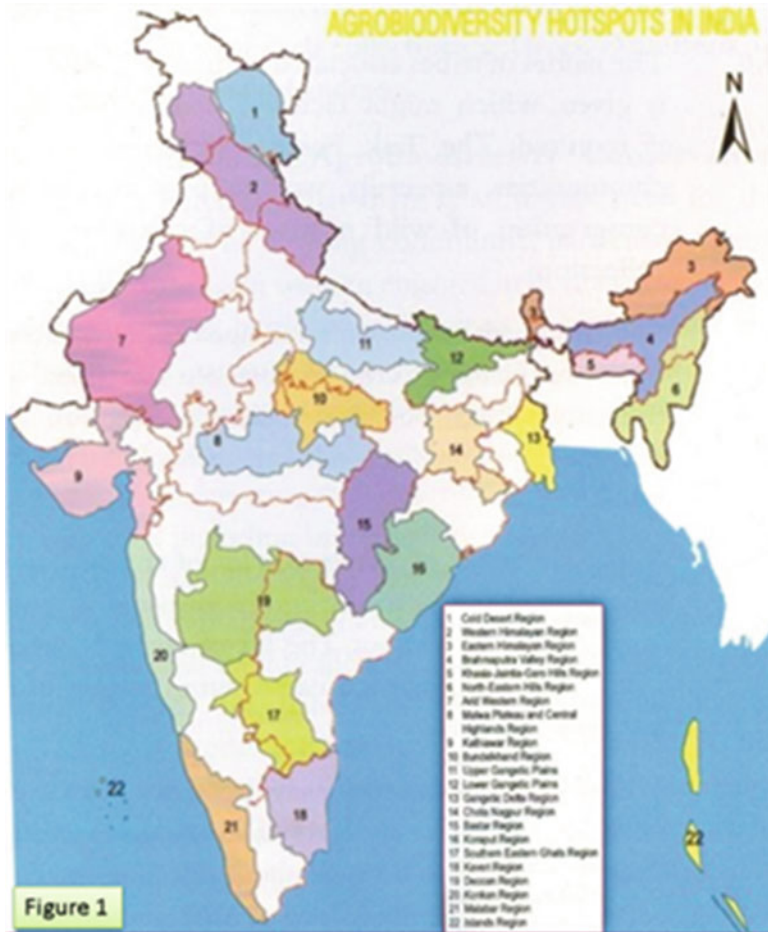 AGROBIODIVERSITY HOTSPOTS IN INDIA
N
1
2
3
3
4
5
6
7
8
9
10
11
12
13
14
15
16
17
18
19
20
21
22
22
1 Cold Desert Region
2 Western Himalayan Region
3 Eastern Himalayan Region
4 Brahmaputra Valley Region
5 Khasia-Jaintia-Garo Hills Region
6 North-Eastern Hills Region
7 Arid Western Region
8 Malwa Plateau and Central
Highlands Region
9 Kathiawar Region
10 Bundelkhand Region
11 Upper Gangetic Plains
12 Lower Gangetic Plains
13 Gangetic Delta Region
14 Chota Nagpur Region
15 Bastar Region
16 Koraput Region
17 Southern Eastern Ghats Region
18 Kaveri Region
19 Deccan Region
20 Konkan Region
21 Malabar Region
22 Islands Region
Figure 1